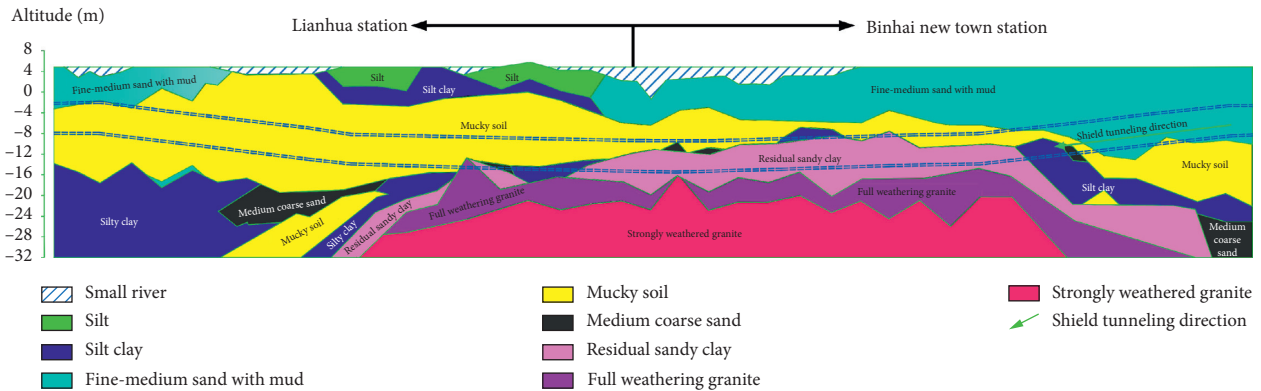 Altitude (m)
Lianhua station
Binhai new town station
8
4
0
−4
−8
−12
−16
−20
−24
−28
−32
Fine-medium sand with mud
Silt
Silt clay
Silt
Fine-medium sand with mud
Mucky soil
Shield tunneling direction
Residual sandy clay
Mucky soil
Full weathering granite
Silt clay
Medium coarse sand
Full weathering granite
Silty clay
Mucky soil
Silty clay
Residual sandy clay
Strongly weathered granite
Medium
coarse
sand
Small river
Mucky soil
Strongly weathered granite
Silt
Medium coarse sand
Shield tunneling direction
Silt clay
Residual sandy clay
Fine-medium sand with mud
Full weathering granite